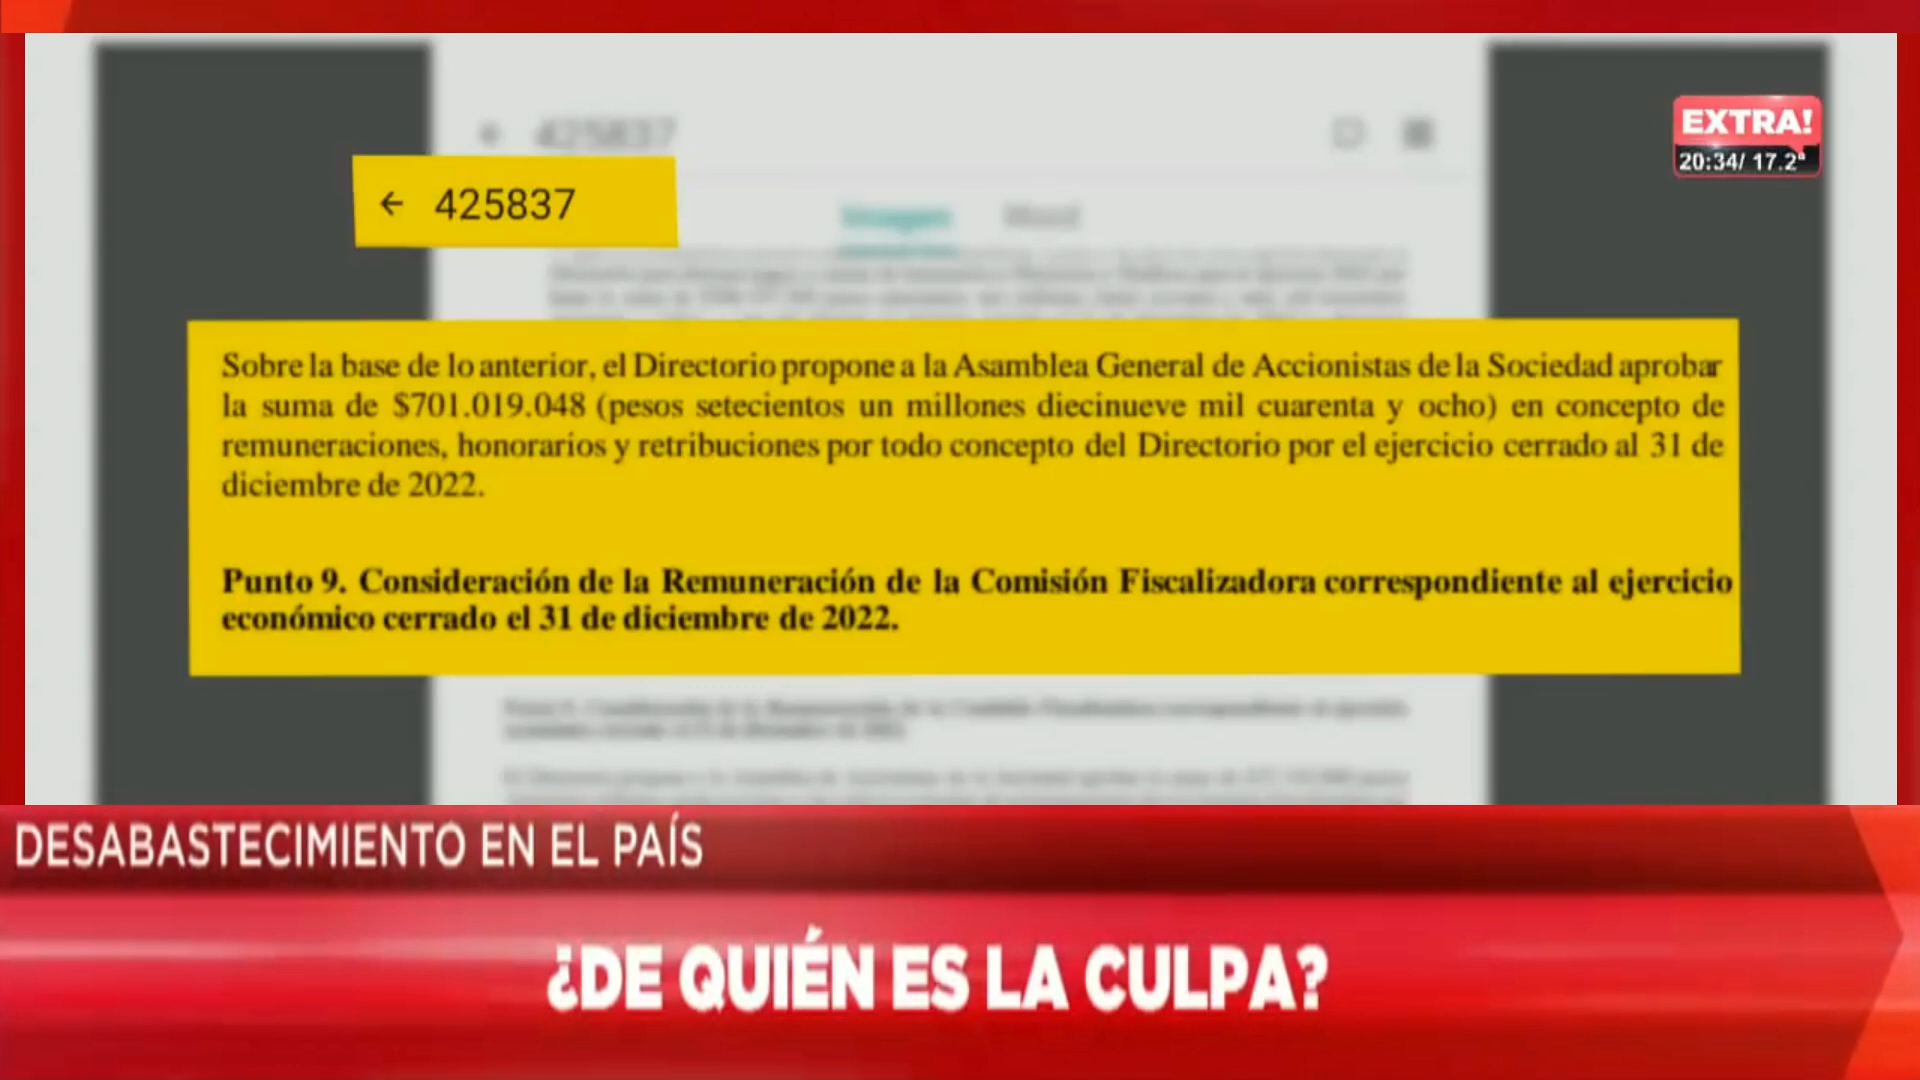 425837
EXTRA!
20:34/ 17.2°
← 425837
Imagen Word
Sobre la base de lo anterior, el Directorio propone a la Asamblea General de Accionistas de la Sociedad aprobar
la suma de $701.019.048 (pesos setecientos un millones diecinueve mil cuarenta y ocho) en concepto de
remuneraciones, honorarios y retribuciones por todo concepto del Directorio por el ejercicio cerrado al 31 de
diciembre de 2022.
Punto 9. Consideración de la Remuneración de la Comisión Fiscalizadora correspondiente al ejercicio
económico cerrado el 31 de diciembre de 2022.
DESABASTECIMIENTO EN EL PAÍS
¿DE QUIÉN ES LA CULPA?